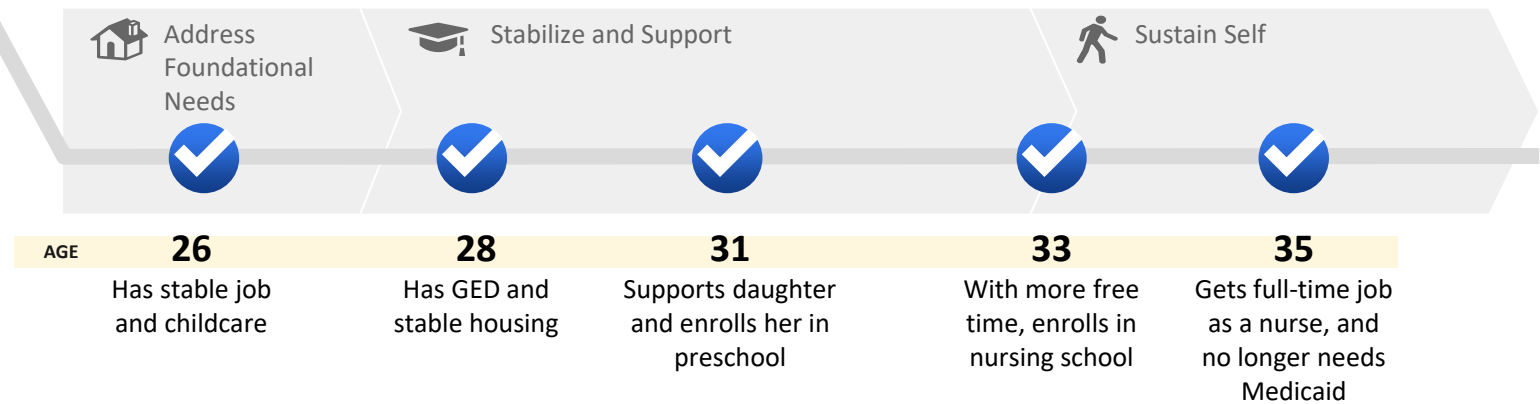 Address
Foundational
Needs
Stabilize and Support
Sustain Self
AGE
26
28
31
33
35
Has stable job
and childcare
Has GED and
stable housing
Supports daughter
and enrolls her in
preschool
With more free
time, enrolls in
nursing school
Gets full-time job
as a nurse, and
no longer needs
Medicaid